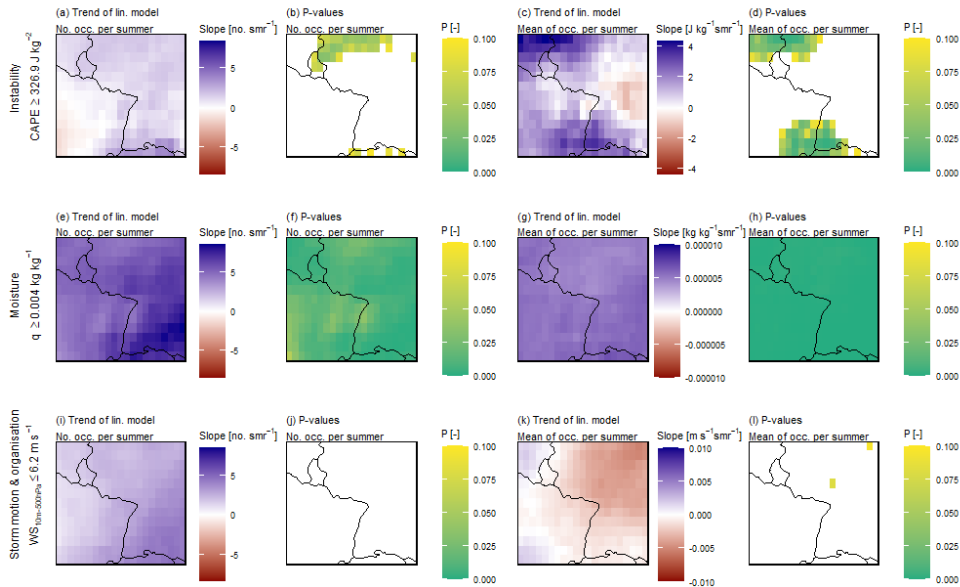 (a) Trend of lin. model
No. occ. per summer
Slope [no. smr⁻¹]
5
0
-5
(b) P-values
No. occ. per summer
P [-]
0.100
0.075
0.050
0.025
0.000
(c) Trend of lin. model
Mean of occ. per summer
Slope [J kg⁻¹smr⁻¹]
4
2
0
-2
-4
(d) P-values
Mean of occ. per summer
P [-]
0.100
0.075
0.050
0.025
0.000
Instability
CAPE ≥ 326.9 J kg⁻²
(e) Trend of lin. model
No. occ. per summer
Slope [no. smr⁻¹]
5
0
-5
(f) P-values
No. occ. per summer
P [-]
0.100
0.075
0.050
0.025
0.000
(g) Trend of lin. model
Mean of occ. per summer
Slope [kg kg⁻¹smr⁻¹]
0.000010
0.000005
0.000000
-0.000005
-0.000010
(h) P-values
Mean of occ. per summer
P [-]
0.100
0.075
0.050
0.025
0.000
Moisture
q ≥ 0.004 kg kg⁻¹
(i) Trend of lin. model
No. occ. per summer
Slope [no. smr⁻¹]
5
0
-5
(j) P-values
No. occ. per summer
P [-]
0.100
0.075
0.050
0.025
0.000
(k) Trend of lin. model
Mean of occ. per summer
Slope [m s⁻¹smr⁻¹]
0.010
0.005
0.000
-0.005
-0.010
(l) P-values
Mean of occ. per summer
P [-]
0.100
0.075
0.050
0.025
0.000
Storm motion & organisation
WS10m-500hPa ≤ 6.2 m s⁻¹